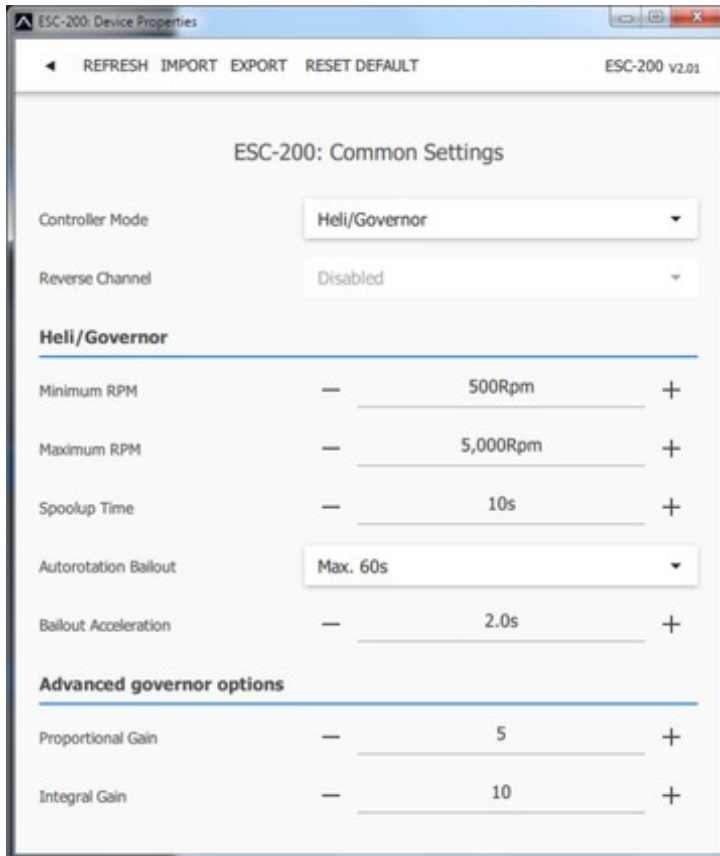 ESC-200: Device Properties
REFRESH IMPORT EXPORT RESET DEFAULT ESC-200 V2.01
ESC-200: Common Settings
Controller Mode Heli/Governor
Reverse Channel Disabled
Heli/Governor
Minimum RPM — 500Rpm +
Maximum RPM — 5,000Rpm +
Spoolup Time — 10s +
Autorotation Bailout Max. 60s
Bailout Acceleration — 2.0s +
Advanced governor options
Proportional Gain — 5 +
Integral Gain — 10 +